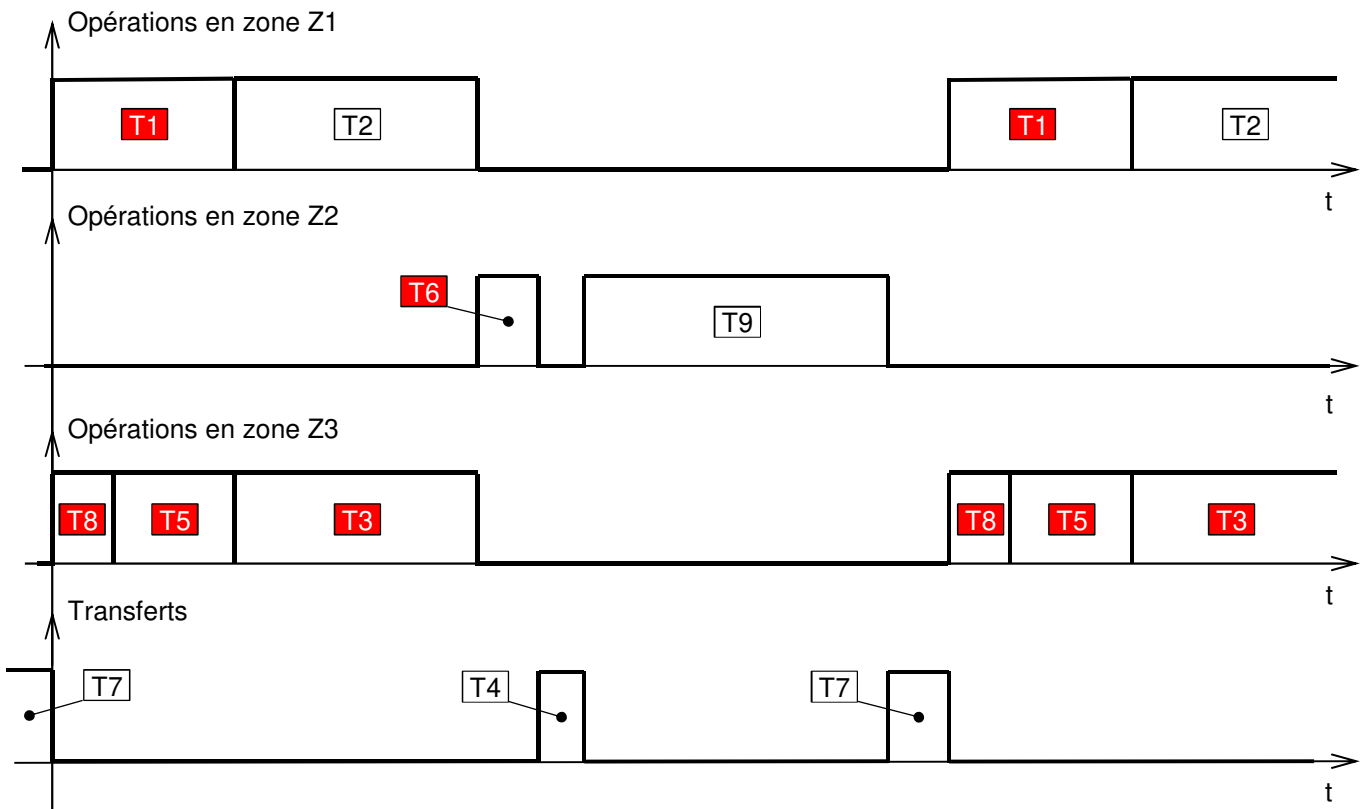 Opérations en zone Z1
T1
T2
T1
T2
t
Opérations en zone Z2
T6
T9
t
Opérations en zone Z3
T8
T5
T3
T8
T5
T3
t
Transferts
T7
T4
T7
t